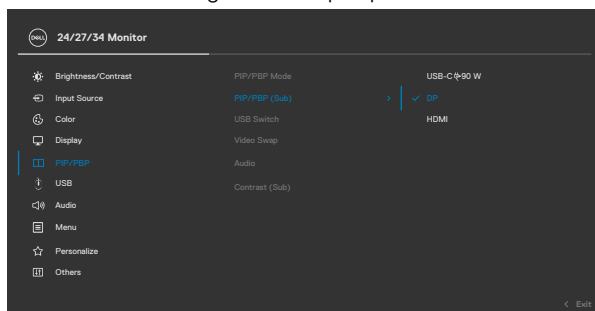 DELL
24/27/34 Monitor
Brightness/Contrast
Input Source
Color
Display
PIP/PBP
USB
Audio
Menu
Personalize
Others
PIP/PBP Mode
PIP/PBP (Sub)
USB Switch
Video Swap
Audio
Contrast (Sub)
USB-C 90 W
DP
HDMI
Exit